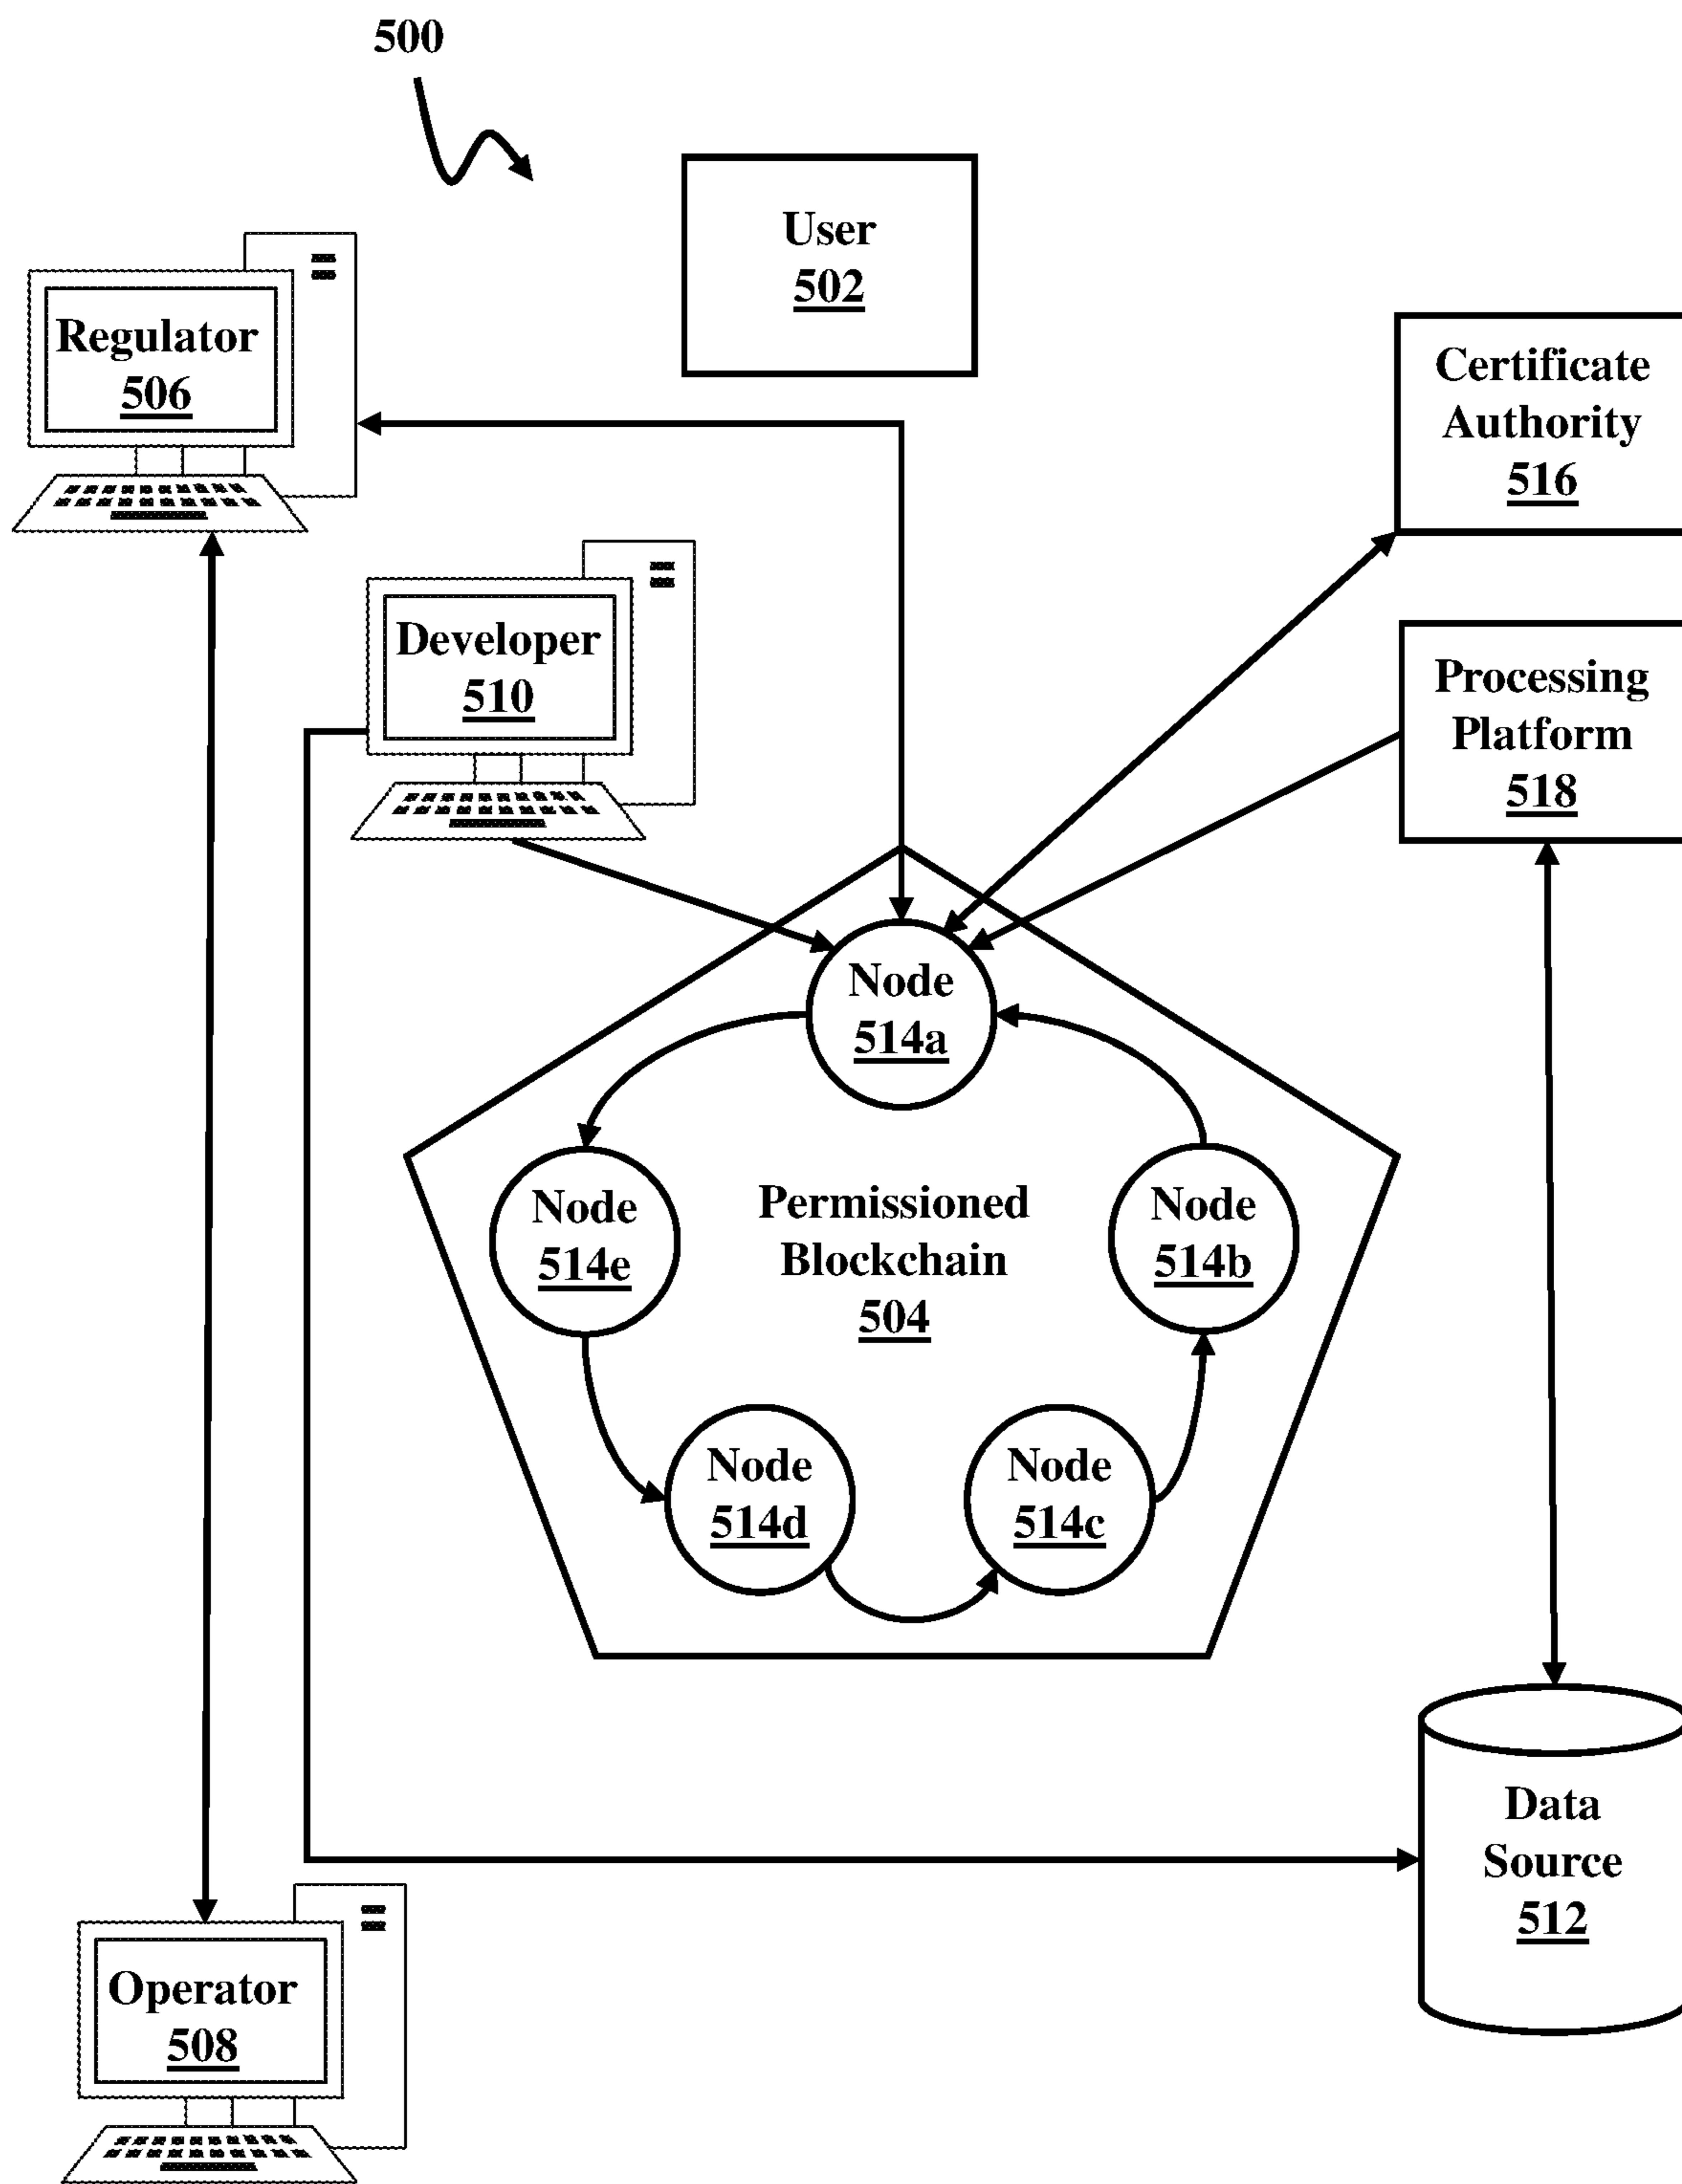 500
User
502
Regulator
506
Certificate
Authority
516
Developer
510
Processing
Platform
518
Node
514a
Node
514e
Permissioned
Blockchain
504
Node
514b
Node
514d
Node
514c
Data
Source
512
Operator
508